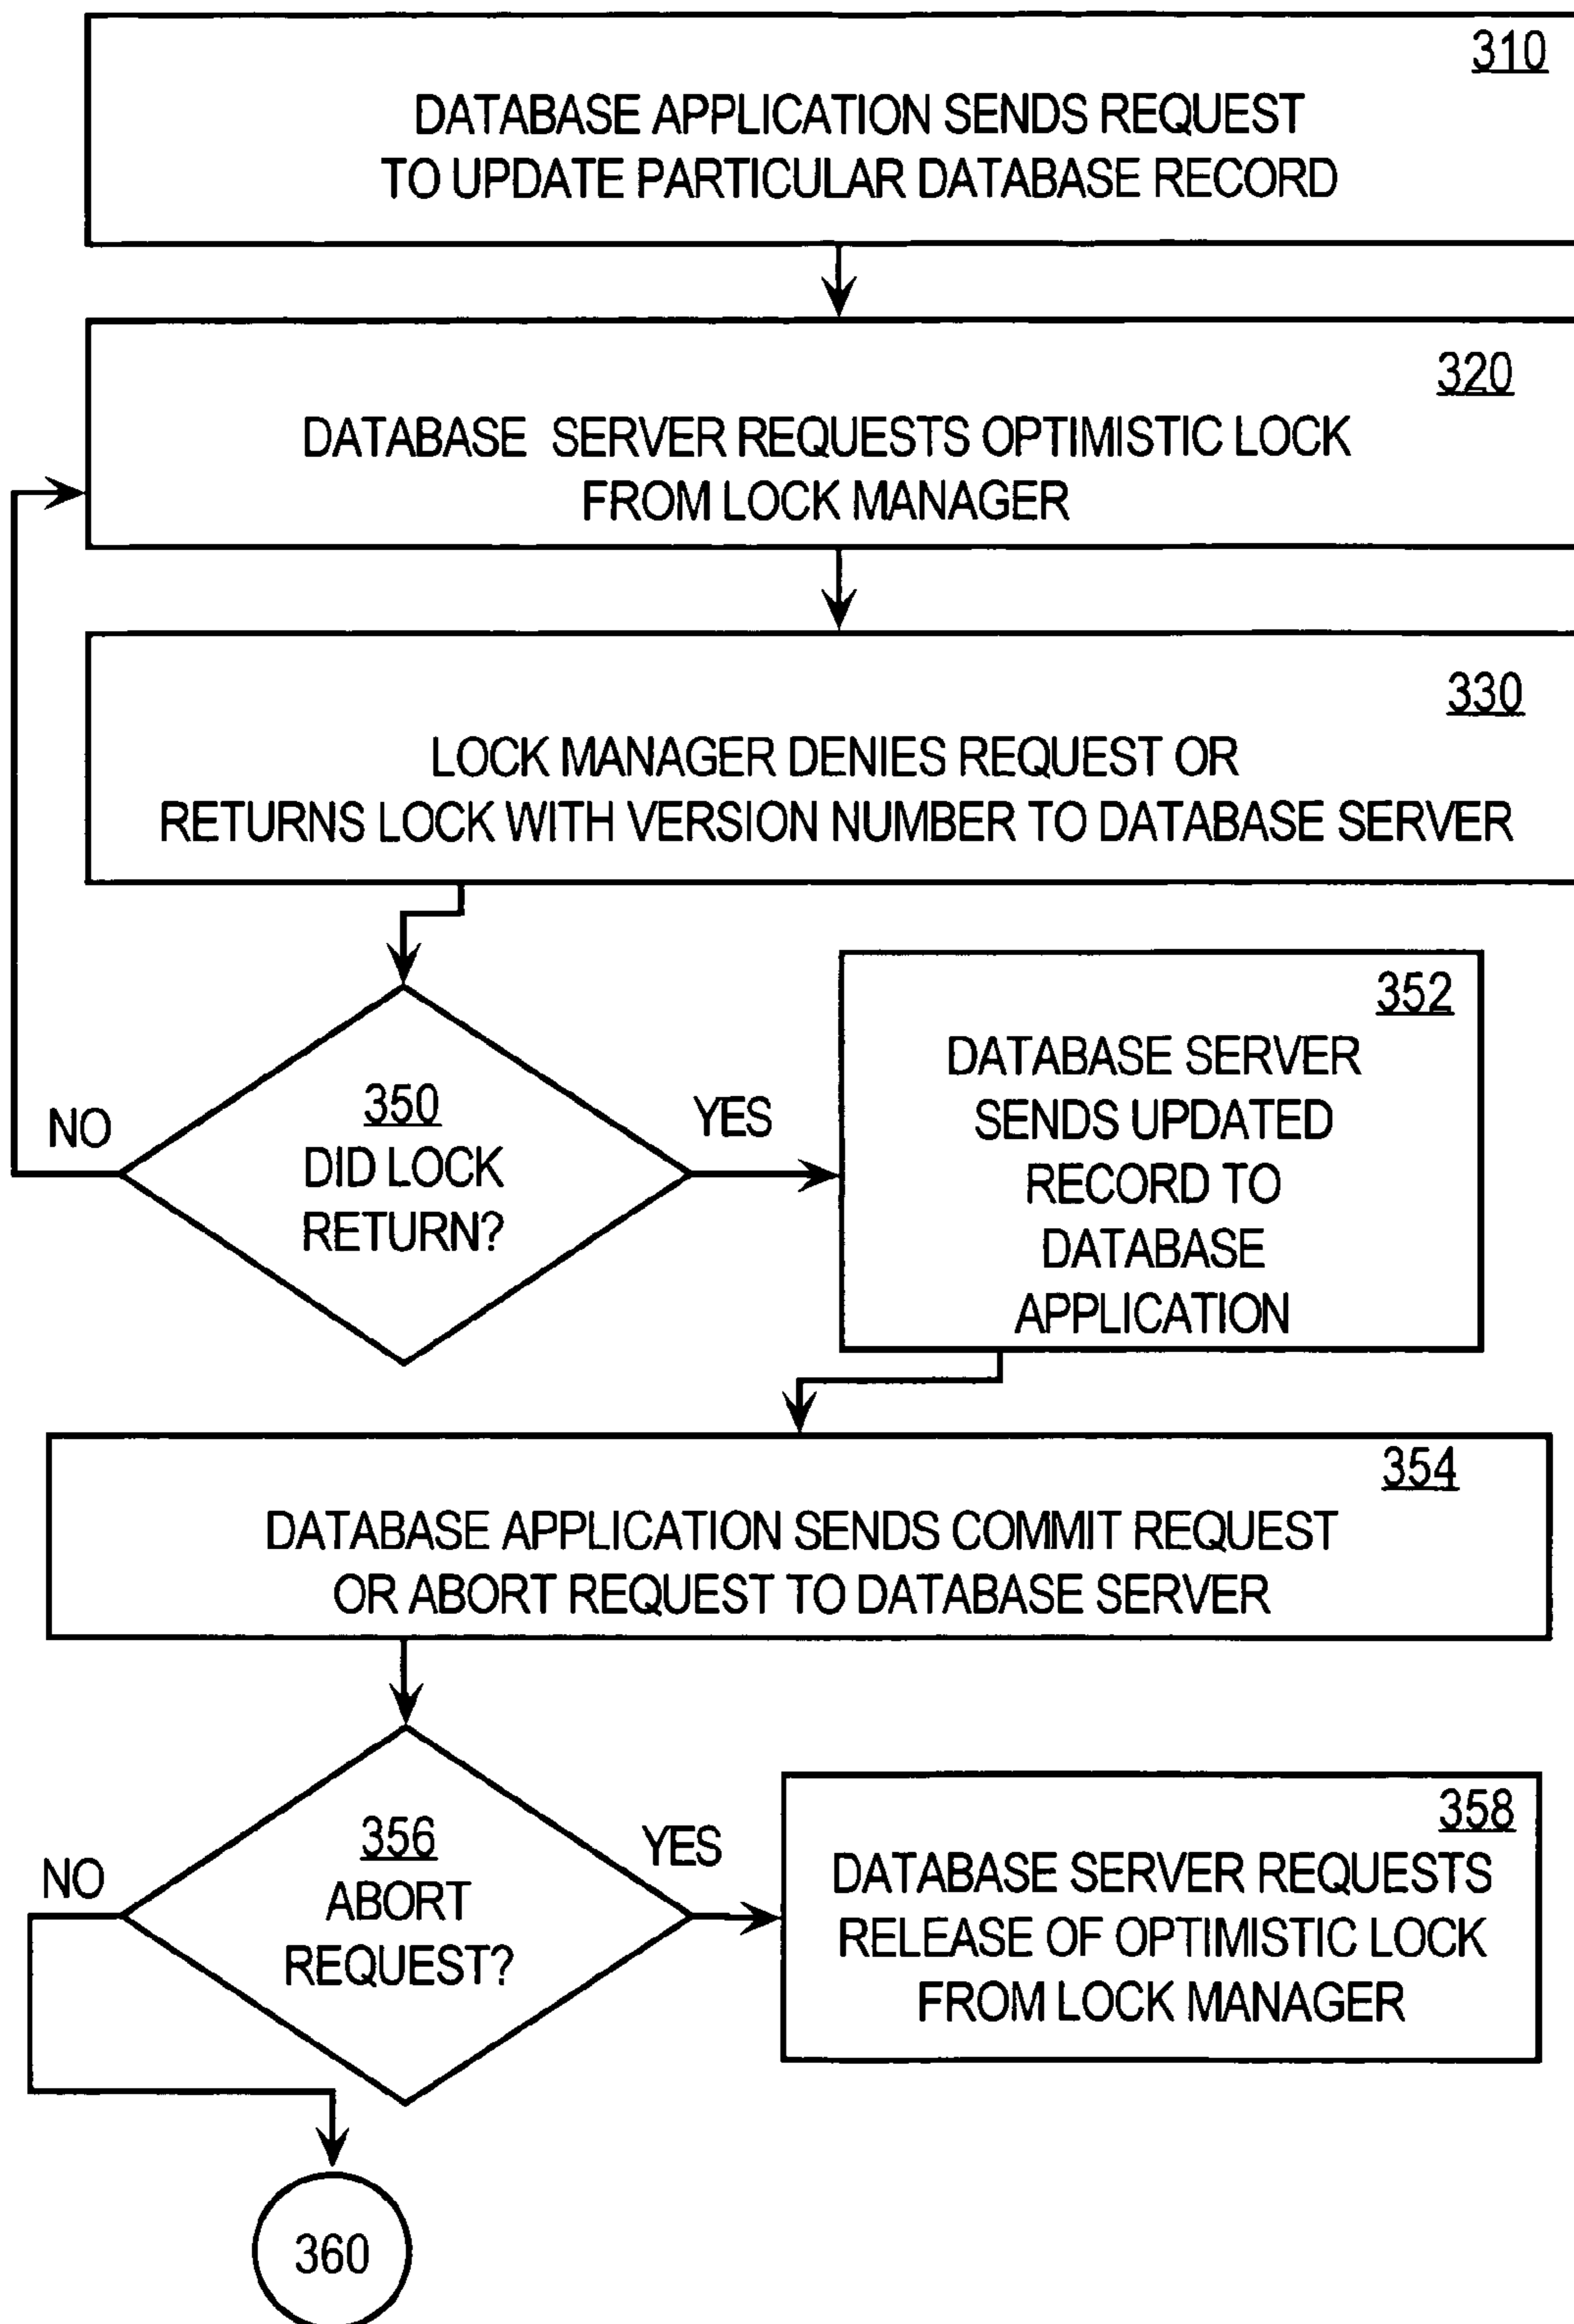 310
DATABASE APPLICATION SENDS REQUEST
TO UPDATE PARTICULAR DATABASE RECORD
320
DATABASE SERVER REQUESTS OPTIMISTIC LOCK
FROM LOCK MANAGER
330
LOCK MANAGER DENIES REQUEST OR
RETURNS LOCK WITH VERSION NUMBER TO DATABASE SERVER
NO
350
DID LOCK
RETURN?
YES
352
DATABASE SERVER
SENDS UPDATED
RECORD TO
DATABASE
APPLICATION
354
DATABASE APPLICATION SENDS COMMIT REQUEST
OR ABORT REQUEST TO DATABASE SERVER
NO
356
ABORT
REQUEST?
YES
358
DATABASE SERVER REQUESTS
RELEASE OF OPTIMISTIC LOCK
FROM LOCK MANAGER
360